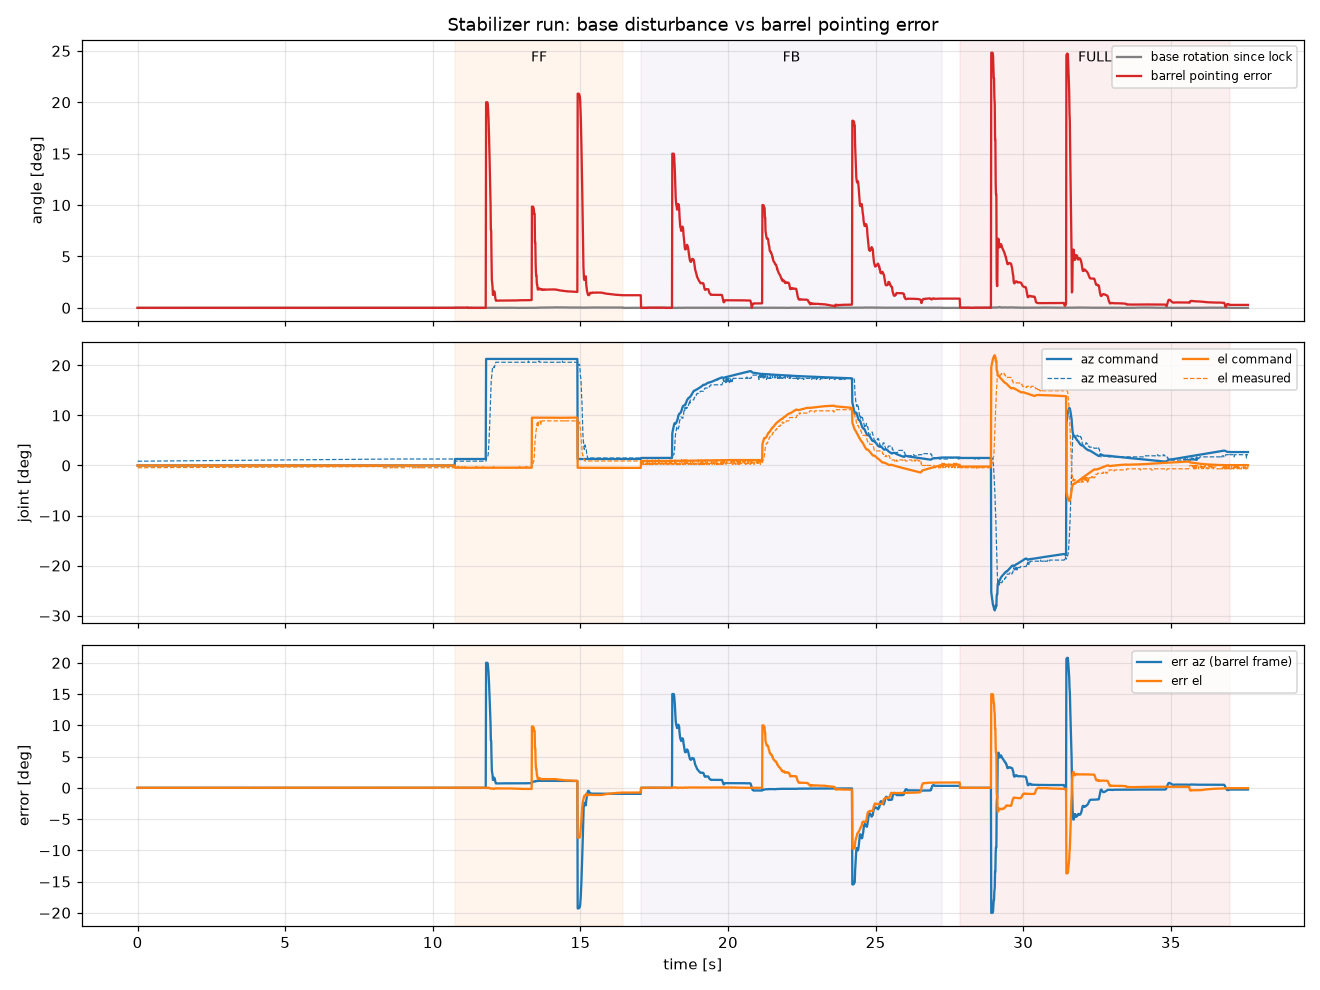 Stabilizer run: base disturbance vs barrel pointing error
FF
FB
FULL
base rotation since lock
barrel pointing error
angle [deg]
25
20
15
10
5
0
az command
az measured
el command
el measured
joint [deg]
20
10
0
−10
−20
−30
err az (barrel frame)
err el
error [deg]
20
15
10
5
0
−5
−10
−15
−20
0
5
10
15
20
25
30
35
time [s]